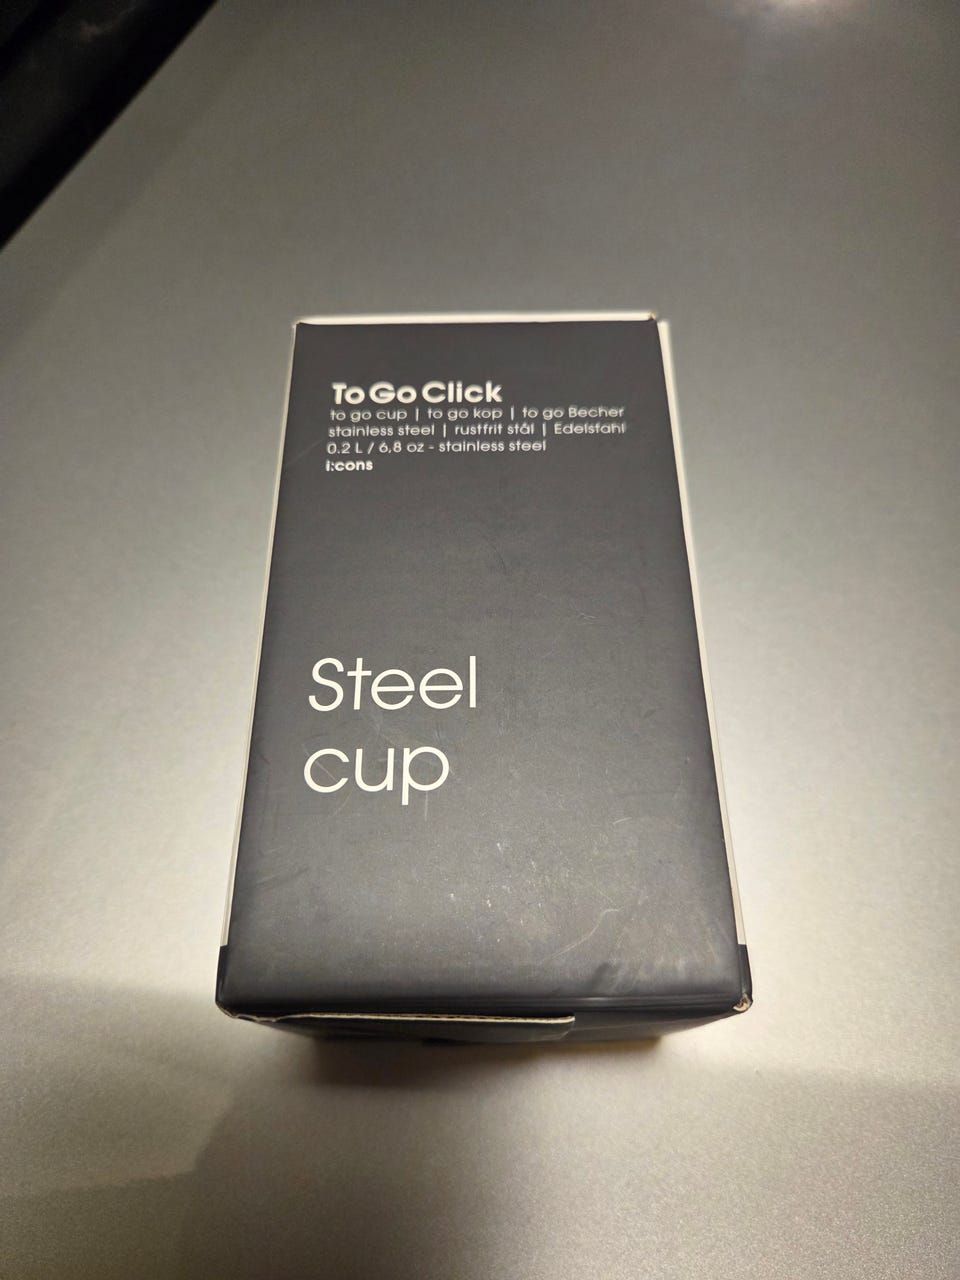 To Go Click
to go cup | to go kop | to go Becher
stainless steel | rustfrit stål | Edelstahl
0.2 L / 6,8 oz - stainless steel
i:cons
Steel
cup